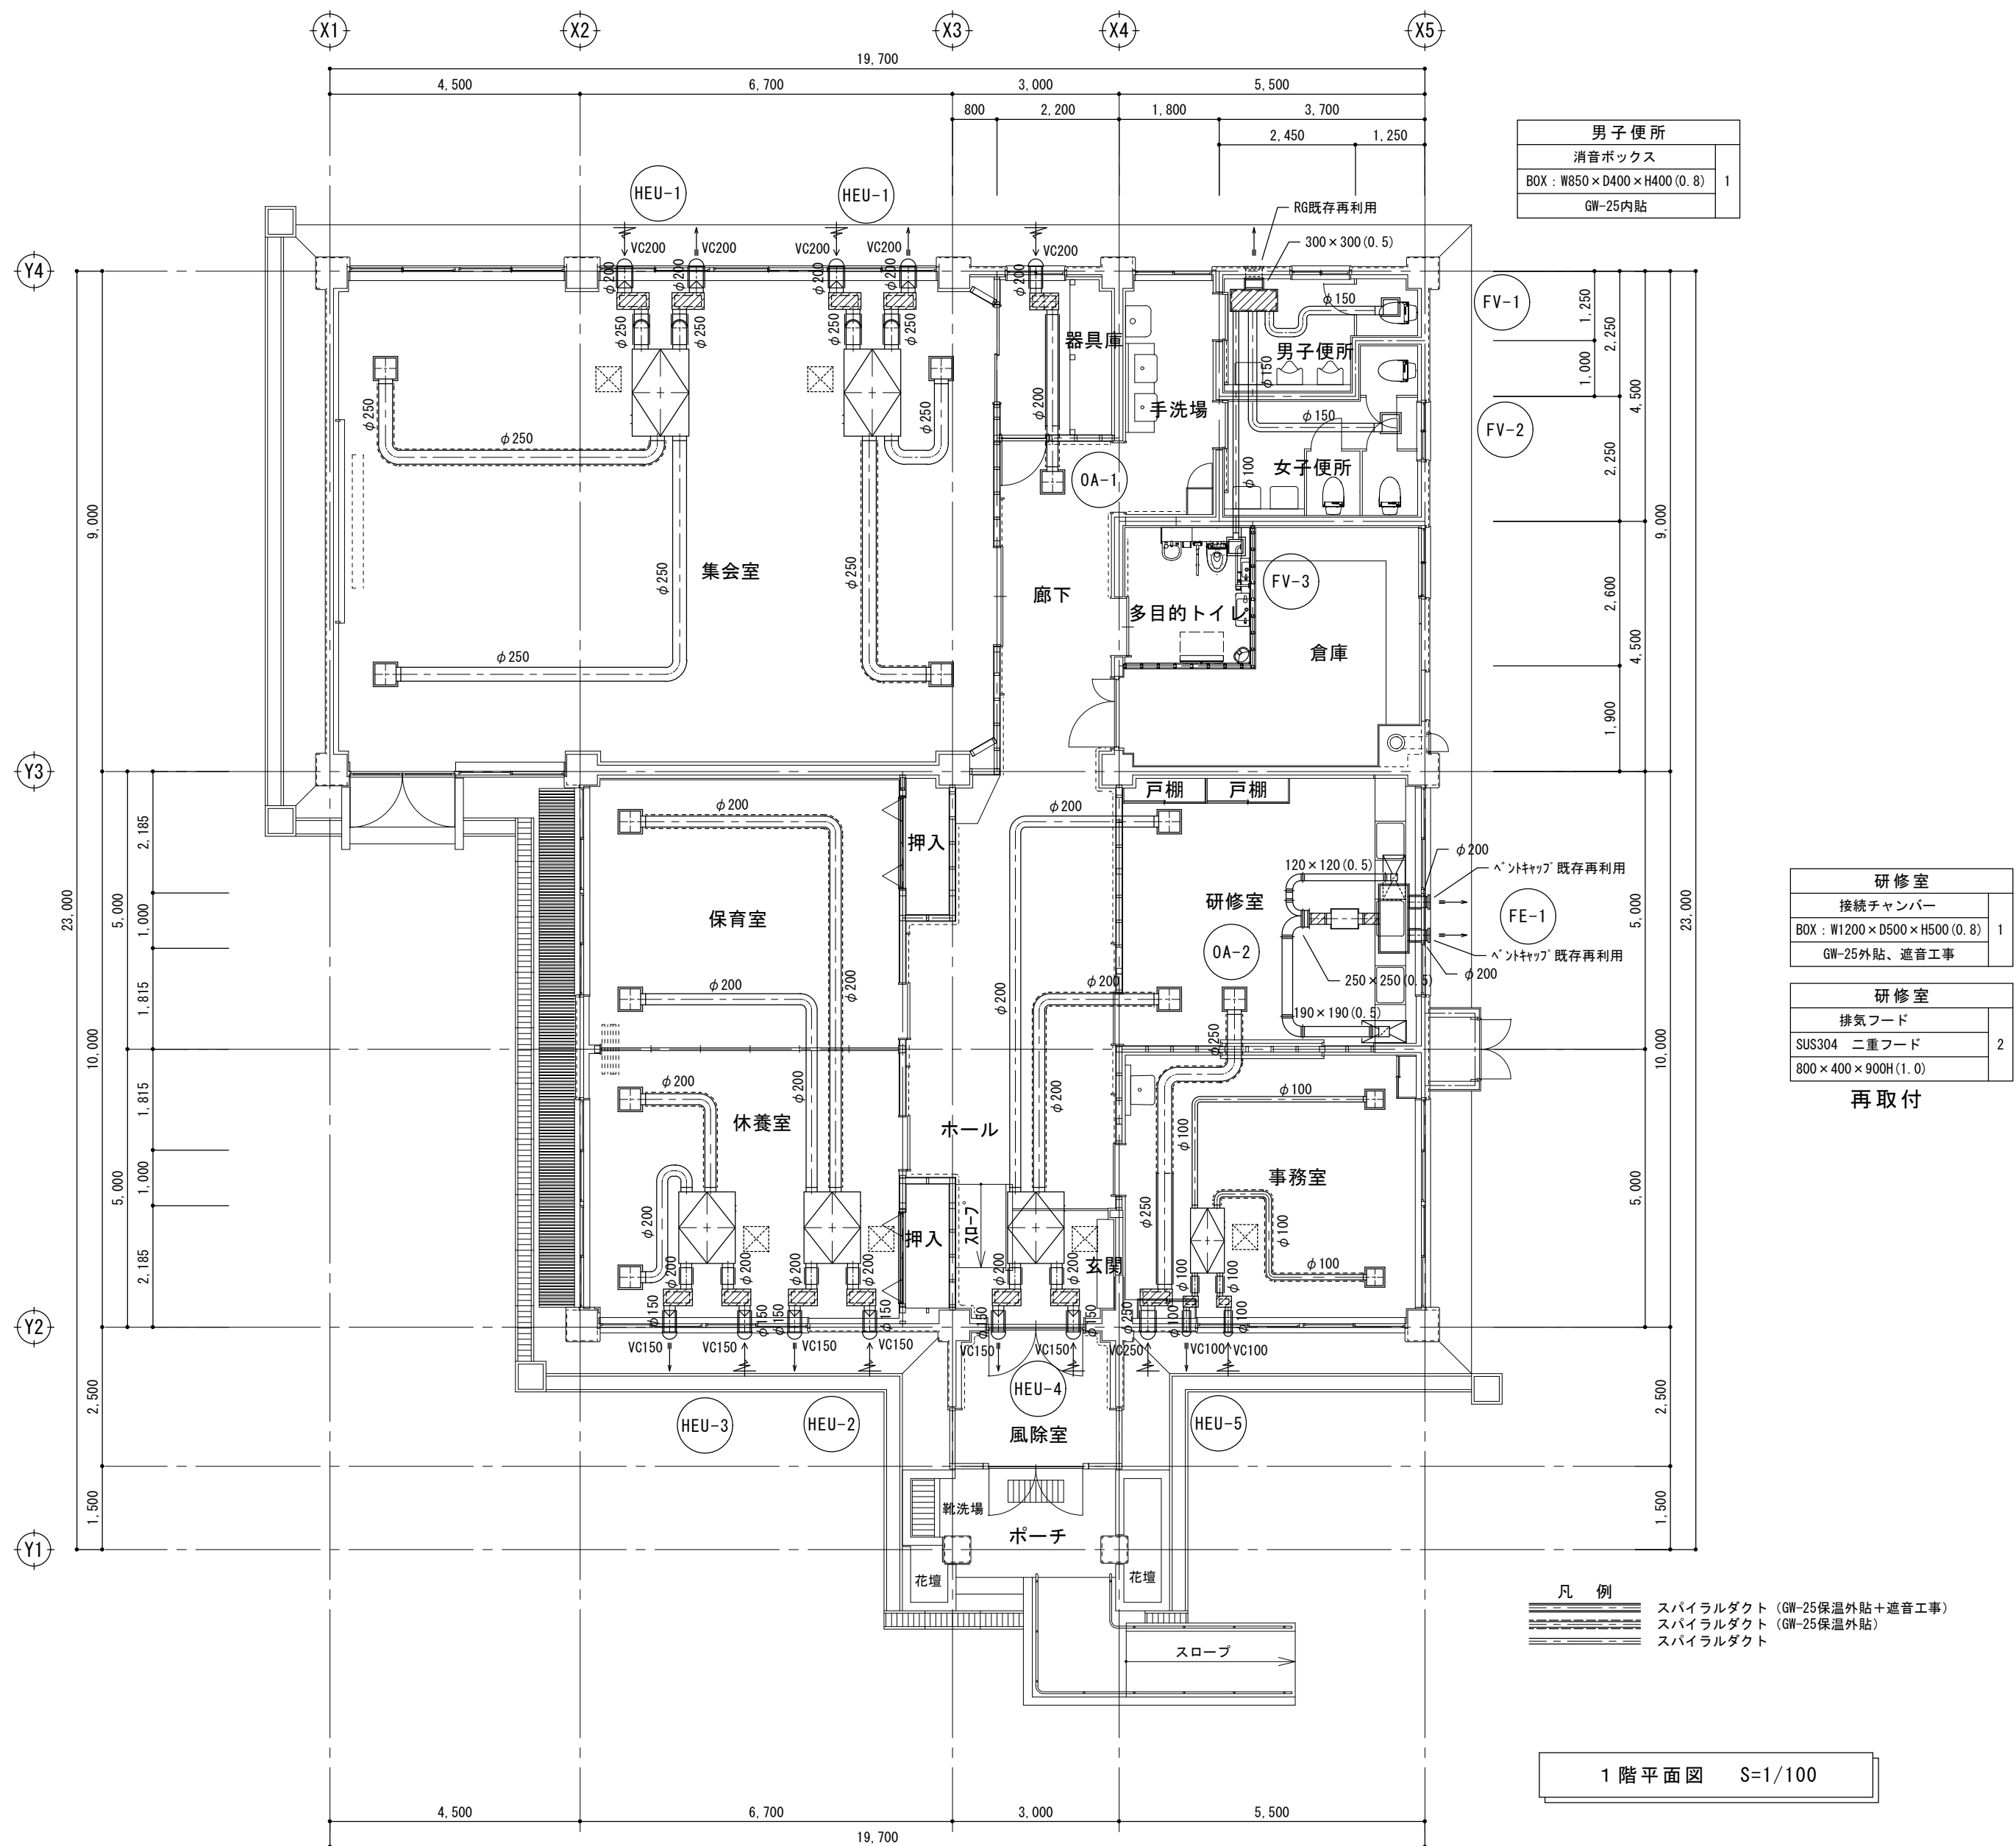 X1
X2
X3
X4
X5
19,700
4,500
6,700
3,000
5,500
800
2,200
1,800
3,700
2,450
1,250
男子便所
消音ボックス
BOX：W850×D400×H400(0.8)
1
GW-25内貼
HEU-1
HEU-1
RG既存再利用
300×300(0.5)
VC200
VC200
VC200
VC200
VC200
Y4
φ200
φ200
φ200
φ200
φ200
φ250
φ250
φ250
φ250
φ150
FV-1
1,250
2,250
器具庫
男子便所
φ150
1,000
4,500
φ250
φ250
φ250
φ200
手洗場
φ150
FV-2
女子便所
φ100
OA-1
2,250
9,000
9,000
集会室
φ250
φ250
廊下
FV-3
多目的トイレ
2,600
倉庫
φ250
4,500
1,900
Y3
2,185
φ200
押入
φ200
戸棚
戸棚
120×120(0.5)
φ200
ベントキャップ既存再利用
研修室
接続チャンバー
BOX：W1200×D500×H500(0.8)
1
GW-25外貼、遮音工事
保育室
研修室
FE-1
5,000
1,000
23,000
5,000
23,000
OA-2
ベントキャップ既存再利用
φ200
φ200
φ200
φ200
φ200
250×250(0.5)
190×190(0.5)
1,815
φ250
研修室
排気フード
SUS304　二重フード
2
800×400×900H(1.0)
再取付
10,000
10,000
1,815
φ200
φ200
φ200
φ100
φ100
休養室
ホール
事務室
1,000
5,000
5,000
φ200
押入
スロープ
玄関
φ250
φ100
φ100
2,185
φ200
φ200
φ200
φ200
φ200
φ200
φ100
φ100
φ150
φ150
φ150
φ150
φ150
φ150
φ250
φ100
φ100
Y2
VC150
VC150
VC150
VC150
VC150
VC150
VC250
VC100
VC100
HEU-3
HEU-2
HEU-4
HEU-5
2,500
2,500
風除室
1,500
1,500
靴洗場
ポーチ
Y1
花壇
花壇
スロープ
凡　例
スパイラルダクト（GW-25保温外貼＋遮音工事）
スパイラルダクト（GW-25保温外貼）
スパイラルダクト
1階平面図　S=1/100
4,500
6,700
3,000
5,500
19,700